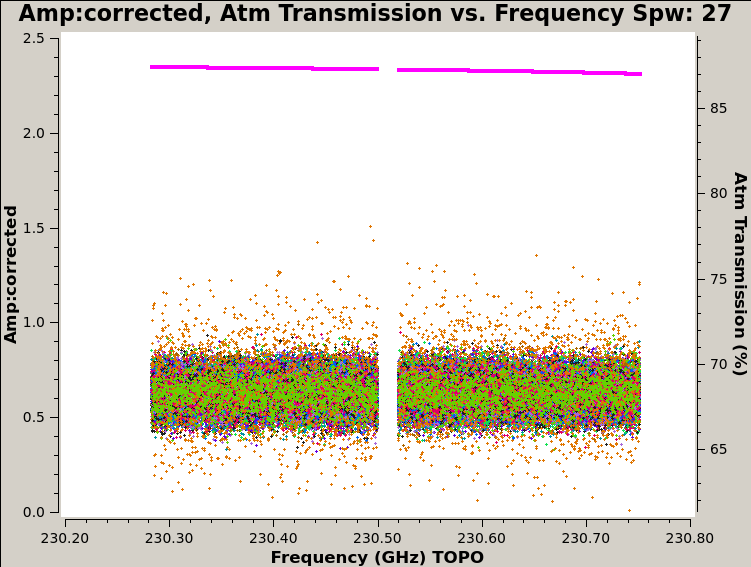 Amp:corrected, Atm Transmission vs. Frequency Spw: 27
2.5
2.0
1.5
1.0
0.5
0.0
Amp:corrected
85
80
75
70
65
Atm Transmission (%)
230.20 230.30 230.40 230.50 230.60 230.70 230.80
Frequency (GHz) TOPO